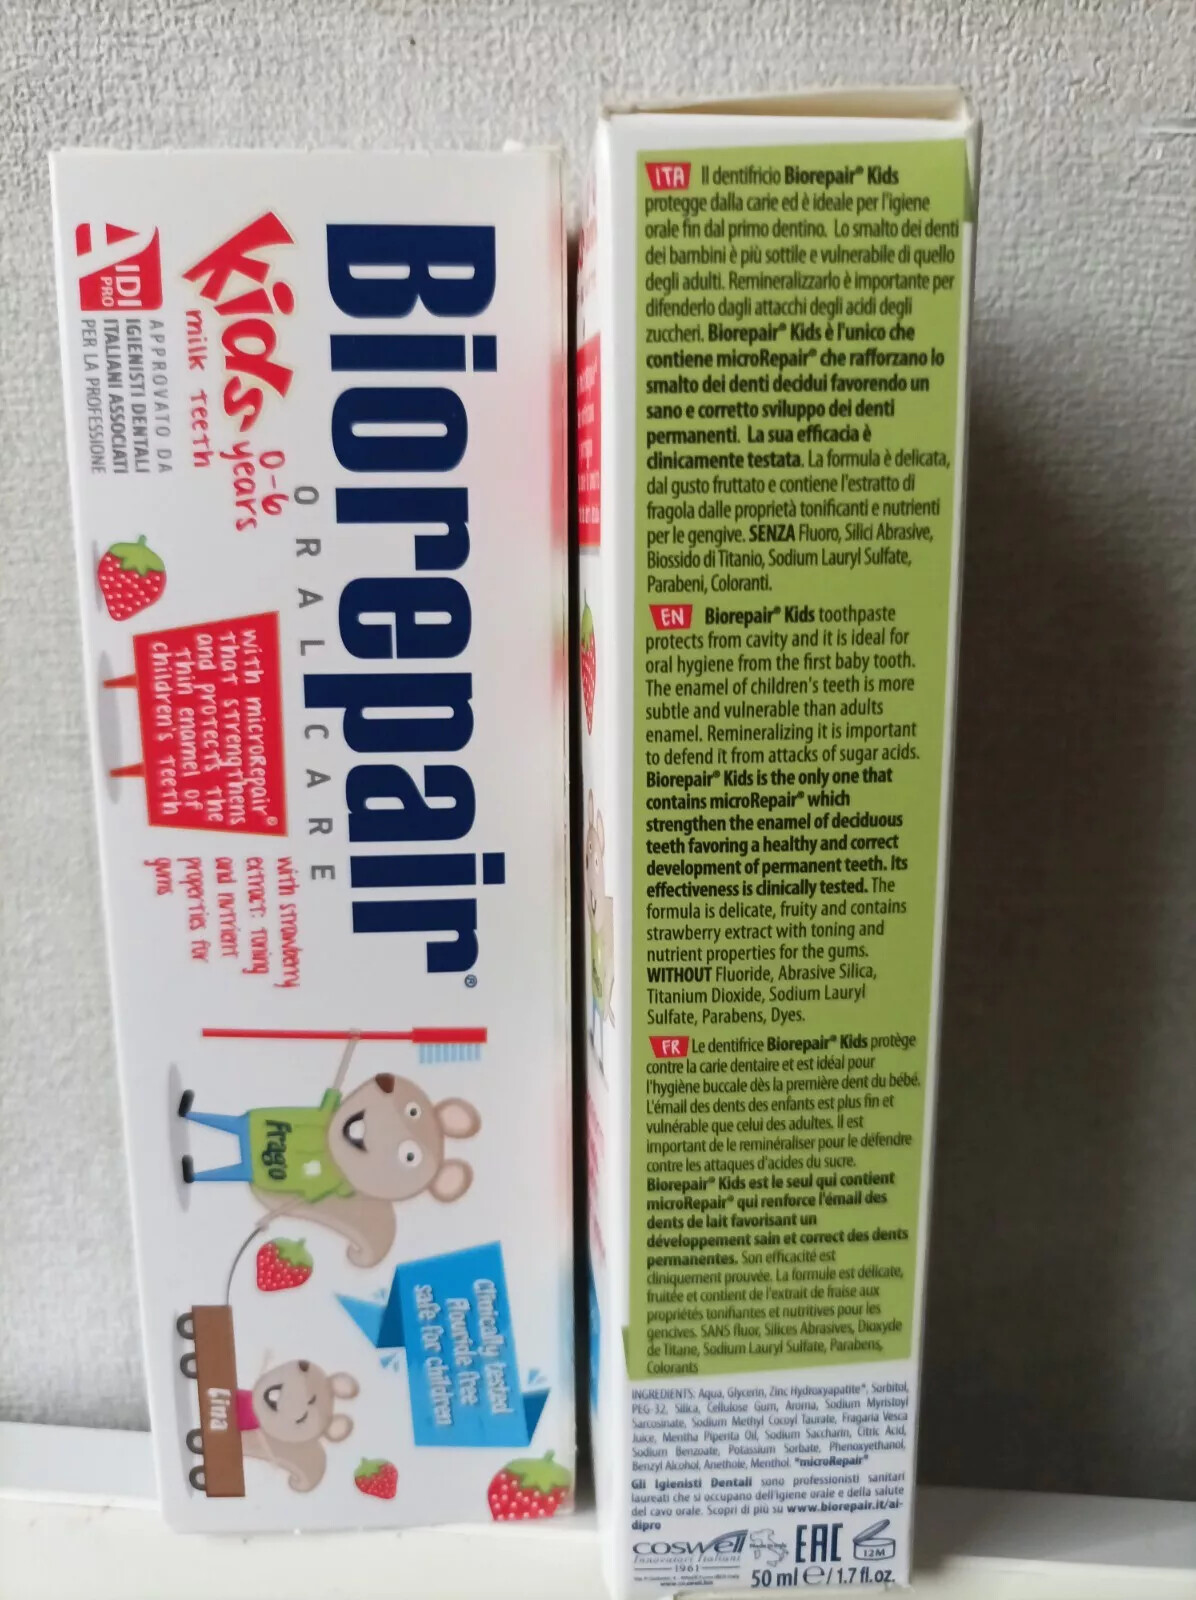 Biorepair®
ORAL CARE
Kids 0-6
years
milk teeth
AIDI
PRO
APPROVATO DA
IGIENISTI DENTALI
ITALIANI ASSOCIATI
PER LA PROFESSIONE
with microRepair®
that strengthens
and protects the
thin enamel of
children's teeth
with strawberry
extract: toning
and nutrient
properties for
gums
Frago
Lina
Clinically tested
flouride free
safe for children
ITA Il dentifricio Biorepair® Kids
protegge dalla carie ed è ideale per l'igiene
orale fin dal primo dentino. Lo smalto dei denti
dei bambini è più sottile e vulnerabile di quello
degli adulti. Remineralizzarlo è importante per
difenderlo dagli attacchi degli acidi degli
zuccheri. Biorepair® Kids è l'unico che
contiene microRepair® che rafforzano lo
smalto dei denti decidui favorendo un
sano e corretto sviluppo dei denti
permanenti. La sua efficacia è
clinicamente testata. La formula è delicata,
dal gusto fruttato e contiene l'estratto di
fragola dalle proprietà tonificanti e nutrienti
per le gengive. SENZA Fluoro, Silici Abrasive,
Biossido di Titanio, Sodium Lauryl Sulfate,
Parabeni, Coloranti.
EN Biorepair® Kids toothpaste
protects from cavity and it is ideal for
oral hygiene from the first baby tooth.
The enamel of children's teeth is more
subtle and vulnerable than adults
enamel. Remineralizing it is important
to defend it from attacks of sugar acids.
Biorepair® Kids is the only one that
contains microRepair® which
strengthen the enamel of deciduous
teeth favoring a healthy and correct
development of permanent teeth. Its
effectiveness is clinically tested. The
formula is delicate, fruity and contains
strawberry extract with toning and
nutrient properties for the gums.
WITHOUT Fluoride, Abrasive Silica,
Titanium Dioxide, Sodium Lauryl
Sulfate, Parabens, Dyes.
FR Le dentifrice Biorepair® Kids protège
contre la carie dentaire et est idéal pour
l'hygiène buccale dès la première dent du bébé.
L'émail des dents des enfants est plus fin et
vulnérable que celui des adultes. Il est
important de le reminéraliser pour le défendre
contre les attaques d'acides du sucre.
Biorepair® Kids est le seul qui contient
microRepair® qui renforce l'émail des
dents de lait favorisant un
développement sain et correct des dents
permanentes. Son efficacité est
cliniquement prouvée. La formule est délicate,
fruitée et contient de l'extrait de fraise aux
propriétés tonifiantes et nutritives pour les
gencives. SANS fluor, Silices Abrasives, Dioxyde
de Titane, Sodium Lauryl Sulfate, Parabens,
Colorants
INGREDIENTS: Aqua, Glycerin, Zinc Hydroxyapatite*, Sorbitol,
PEG-32, Silica, Cellulose Gum, Aroma, Sodium Myristoyl
Sarcosinate, Sodium Methyl Cocoyl Taurate, Fragaria Vesca
Juice, Mentha Piperita Oil, Sodium Saccharin, Citric Acid,
Sodium Benzoate, Potassium Sorbate, Phenoxyethanol,
Benzyl Alcohol, Anethole, Menthol. *microRepair®
Gli Igienisti Dentali sono professionisti sanitari
laureati che si occupano dell'igiene orale e della salute
del cavo orale. Scopri di più su www.biorepair.it/ai-
dipro
coswell
Innovatori Italiani
1961
Made in Italy
EAC
12M
50 ml e / 1.7 fl.oz.